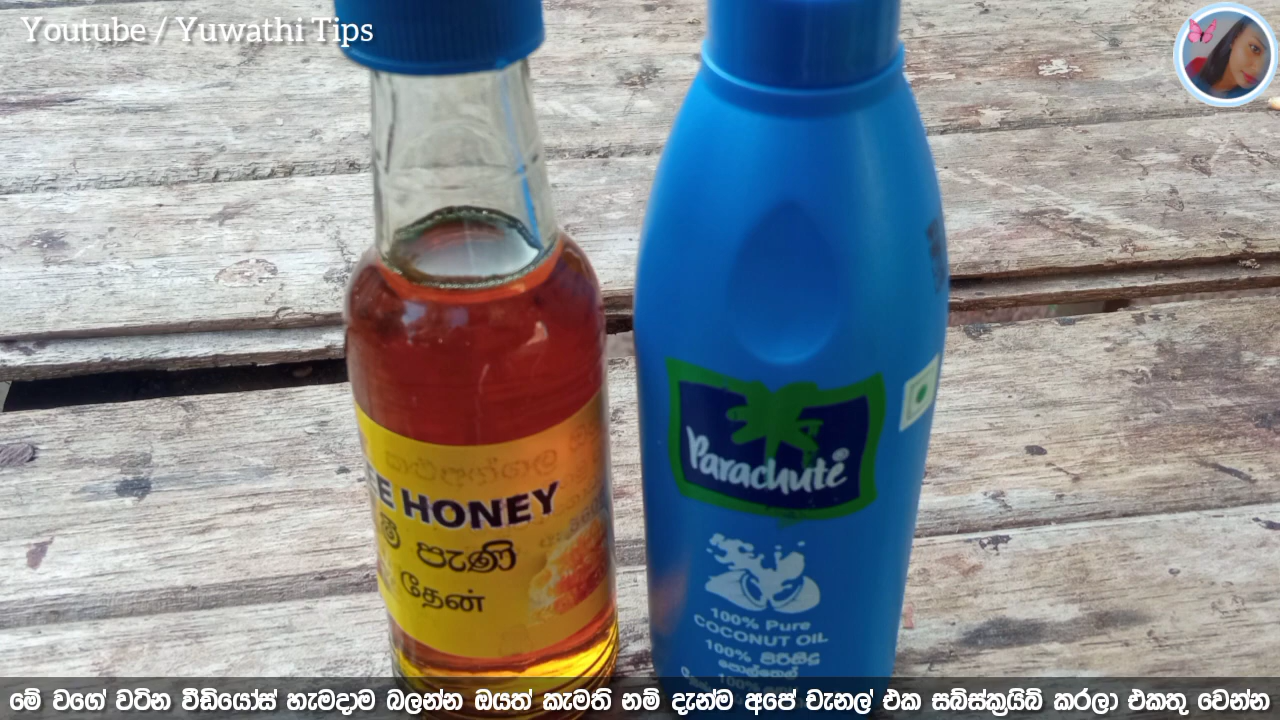 Youtube / Yuwathi Tips
EE HONEY
මී පැණි
தேன்
Parachute
100% Pure
COCONUT OIL
100% පිරිසිදු
පොල්තෙල්
100%
මේ වගේ වටින වීඩියෝස් හැමදාම බලන්න ඔයත් කැමති නම් දැන්ම අපේ චැනල් එක සබ්ස්ක්‍රයිබ් කරලා එකතු වෙන්න